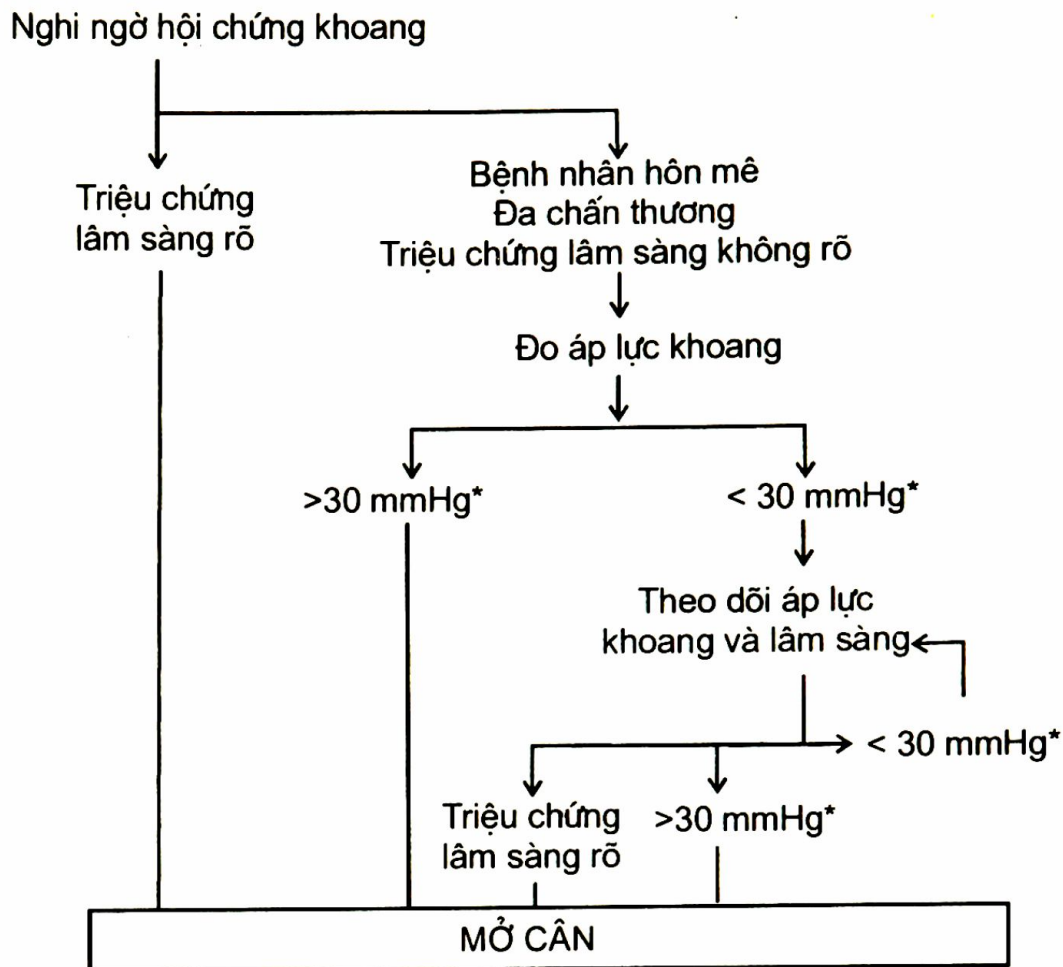 Nghi ngờ hội chứng khoang
Triệu chứng
lâm sàng rõ
Bệnh nhân hôn mê
Đa chấn thương
Triệu chứng lâm sàng không rõ
Đo áp lực khoang
>30 mmHg*
< 30 mmHg*
Theo dõi áp lực
khoang và lâm sàng
< 30 mmHg*
Triệu chứng
lâm sàng rõ
>30 mmHg*
MỞ CÂN